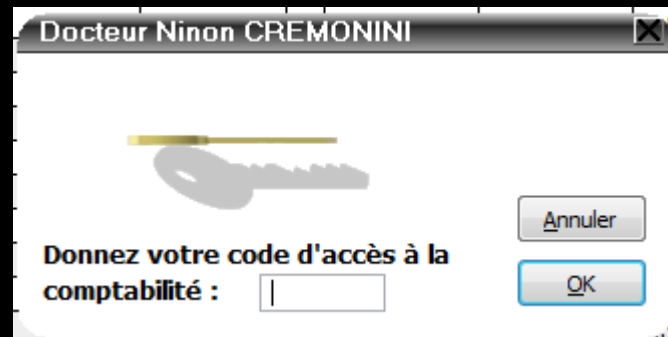 Docteur Ninon CREMONINI
Annuler
Donnez votre code d'accès à la
comptabilité :
OK